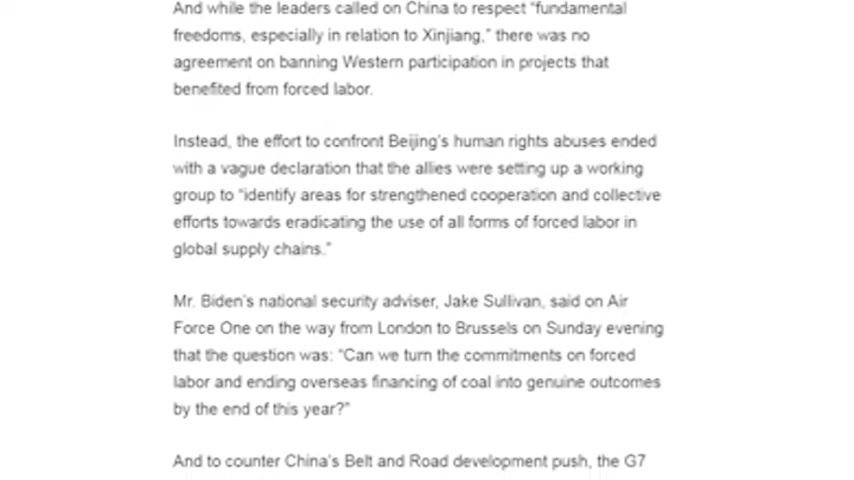 And while the leaders called on China to respect “fundamental
freedoms, especially in relation to Xinjiang,” there was no
agreement on banning Western participation in projects that
benefited from forced labor.
Instead, the effort to confront Beijing’s human rights abuses ended
with a vague declaration that the allies were setting up a working
group to “identify areas for strengthened cooperation and collective
efforts towards eradicating the use of all forms of forced labor in
global supply chains.”
Mr. Biden’s national security adviser, Jake Sullivan, said on Air
Force One on the way from London to Brussels on Sunday evening
that the question was: “Can we turn the commitments on forced
labor and ending overseas financing of coal into genuine outcomes
by the end of this year?”
And to counter China’s Belt and Road development push, the G7